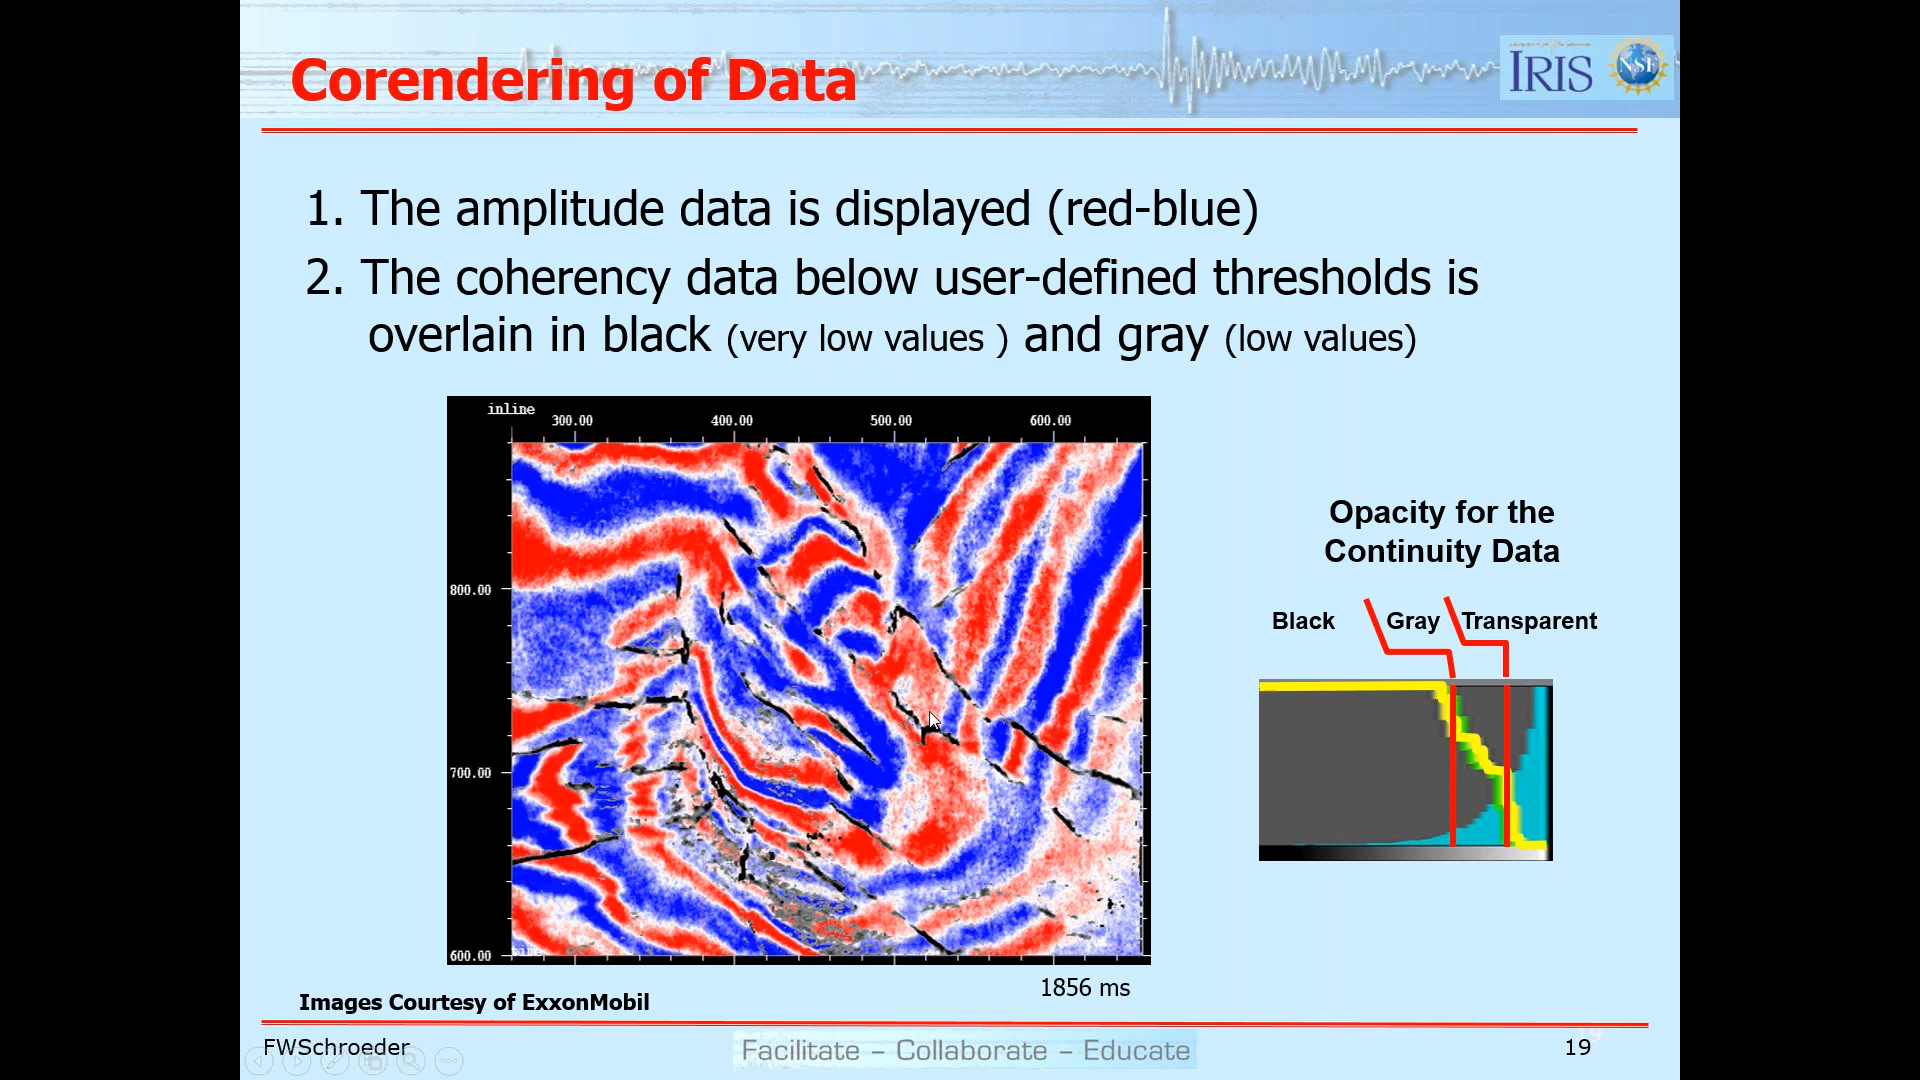 Corendering of Data
IRIS
NSF
1. The amplitude data is displayed (red-blue)
2. The coherency data below user-defined thresholds is
overlain in black (very low values ) and gray (low values)
inline
300.00 400.00 500.00 600.00
800.00
700.00
600.00
Opacity for the
Continuity Data
Black Gray Transparent
1856 ms
Images Courtesy of ExxonMobil
FWSchroeder
Facilitate – Collaborate – Educate
19